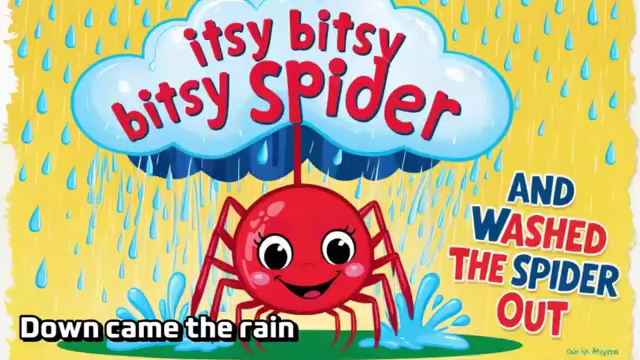 itsy bitsy
bitsy spider
AND
WASHED
THE SPIDER
OUT
Down came the rain